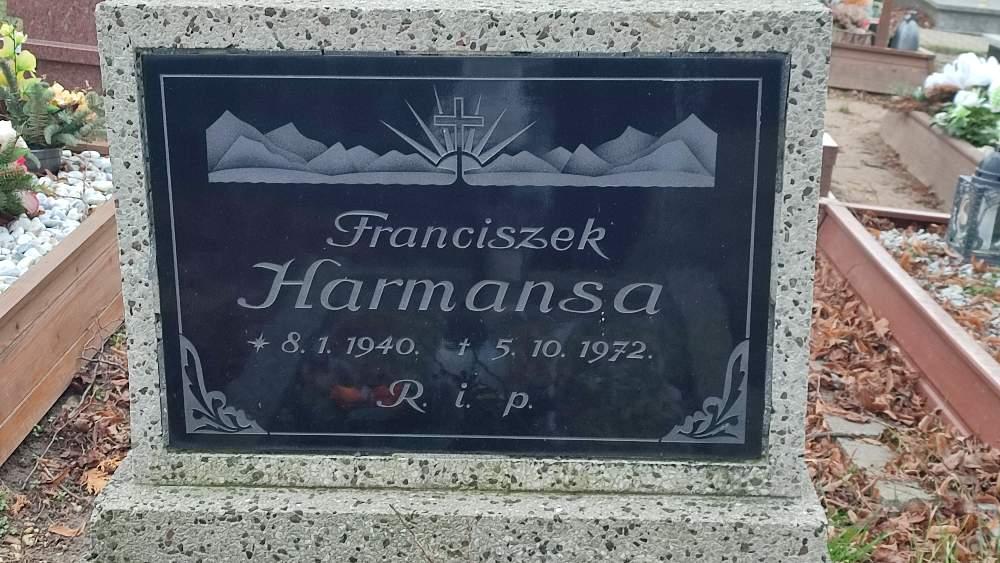 Franciszek
Harmansa
* 8. 1. 1940. † 5. 10. 1972.
R. i. p.